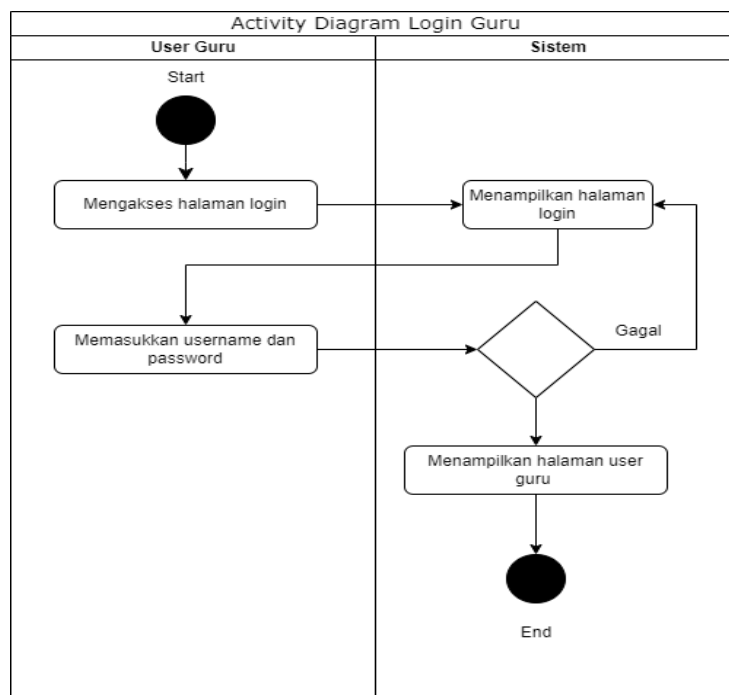 Activity Diagram Login Guru
User Guru
Sistem
Start
Mengakses halaman login
Menampilkan halaman
login
Memasukkan username dan
password
Gagal
Menampilkan halaman user
guru
End